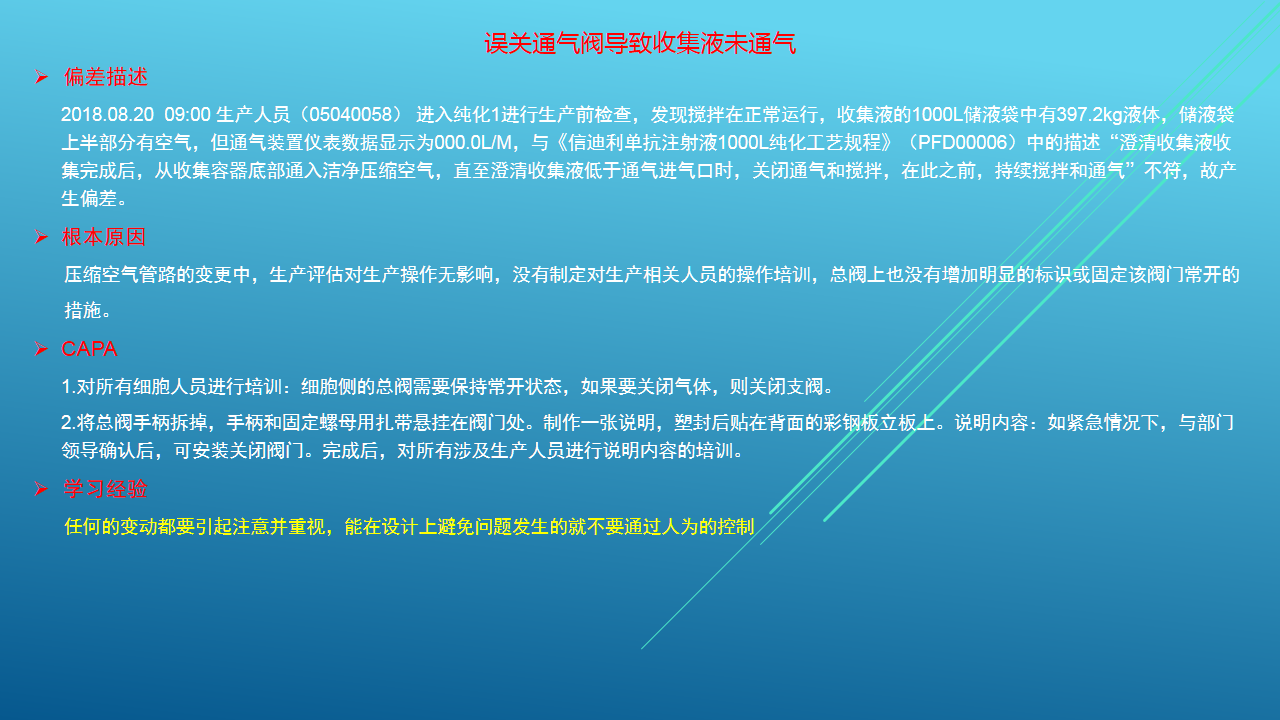 误关通气阀导致收集液未通气
偏差描述
2018.08.20  09:00 生产人员（05040058） 进入纯化1进行生产前检查，发现搅拌在正常运行，收集液的1000L储液袋中有397.2kg液体，储液袋
上半部分有空气，但通气装置仪表数据显示为000.0L/M，与《信迪利单抗注射液1000L纯化工艺规程》（PFD00006）中的描述“澄清收集液收
集完成后，从收集容器底部通入洁净压缩空气，直至澄清收集液低于通气进气口时，关闭通气和搅拌，在此之前，持续搅拌和通气”不符，故产
生偏差。
根本原因
压缩空气管路的变更中，生产评估对生产操作无影响，没有制定对生产相关人员的操作培训，总阀上也没有增加明显的标识或固定该阀门常开的
措施。
CAPA
1.对所有细胞人员进行培训：细胞侧的总阀需要保持常开状态，如果要关闭气体，则关闭支阀。
2.将总阀手柄拆掉，手柄和固定螺母用扎带悬挂在阀门处。制作一张说明，塑封后贴在背面的彩钢板立板上。说明内容：如紧急情况下，与部门
领导确认后，可安装关闭阀门。完成后，对所有涉及生产人员进行说明内容的培训。
学习经验
任何的变动都要引起注意并重视，能在设计上避免问题发生的就不要通过人为的控制